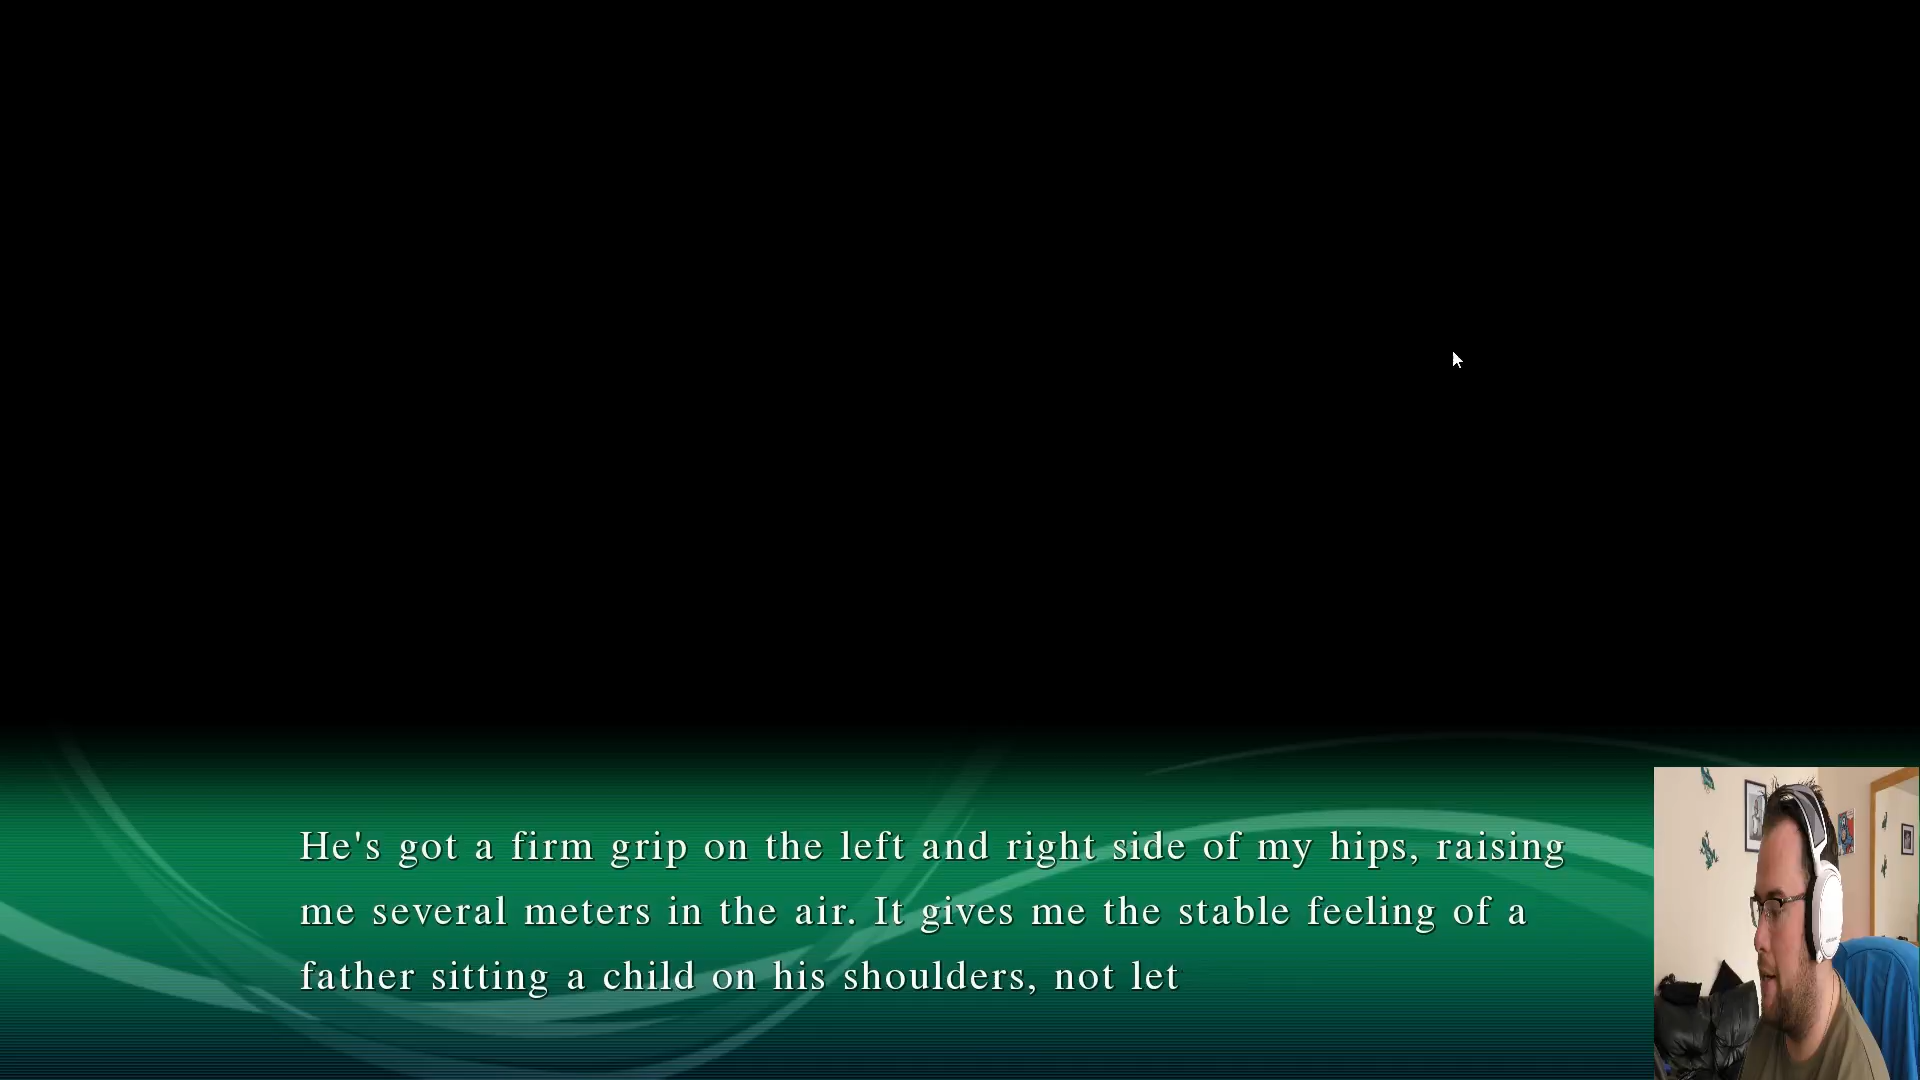 He's got a firm grip on the left and right side of my hips, raising
me several meters in the air. It gives me the stable feeling of a
father sitting a child on his shoulders, not let